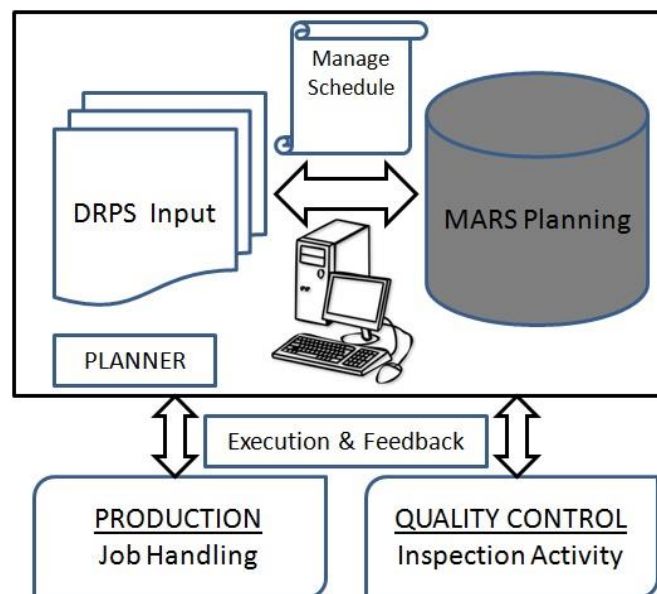 Manage
Schedule
DRPS Input
MARS Planning
PLANNER
Execution & Feedback
PRODUCTION
Job Handling
QUALITY CONTROL
Inspection Activity